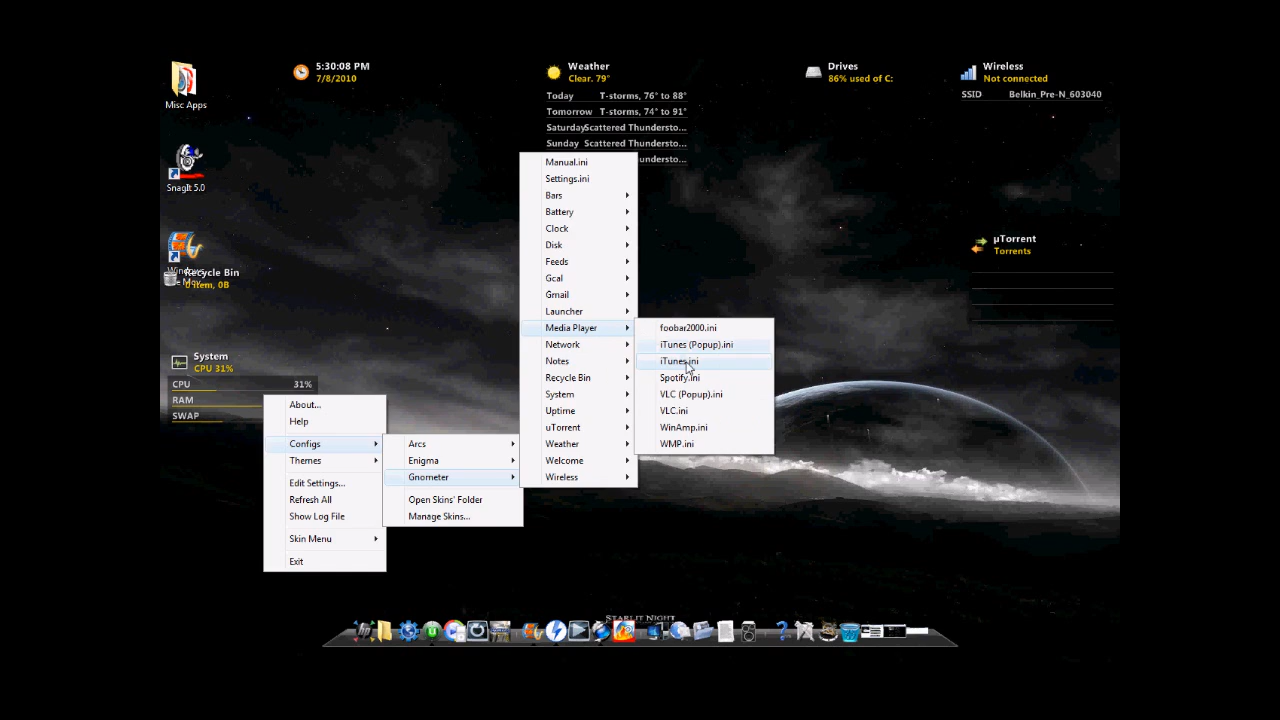 Misc Apps
5:30:08 PM
7/8/2010
Weather
Clear. 79°
Today T-storms, 76° to 88°
Tomorrow T-storms, 74° to 91°
Saturday Scattered Thundersto...
Sunday Scattered Thundersto...
understo...
Drives
86% used of C:
Wireless
Not connected
SSID Belkin_Pre-N_603040
SnagIt 5.0
Recycle Bin
0 item, 0B
µTorrent
Torrents
System
CPU 31%
CPU 31%
RAM
SWAP
About...
Help
Configs
Themes
Edit Settings...
Refresh All
Show Log File
Skin Menu
Exit
Arcs
Enigma
Gnometer
Open Skins' Folder
Manage Skins...
Manual.ini
Settings.ini
Bars
Battery
Clock
Disk
Feeds
Gcal
Gmail
Launcher
Media Player
Network
Notes
Recycle Bin
System
Uptime
uTorrent
Weather
Welcome
Wireless
foobar2000.ini
iTunes (Popup).ini
iTunes.ini
Spotify.ini
VLC (Popup).ini
VLC.ini
WinAmp.ini
WMP.ini
Starlit Night